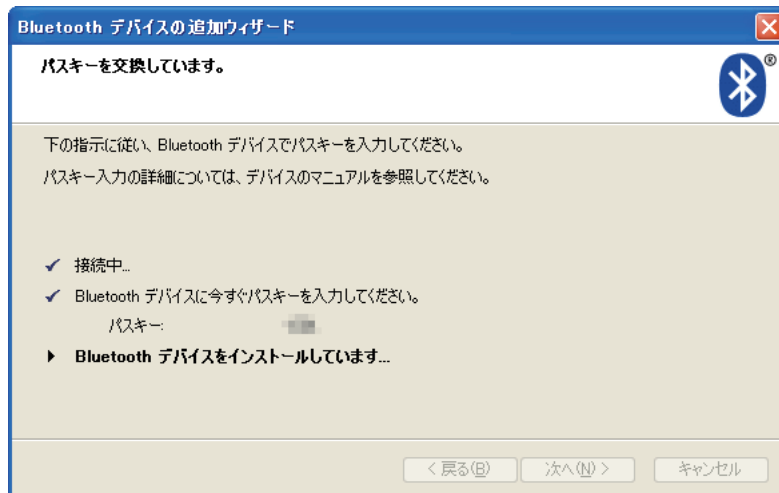 Bluetooth デバイスの追加ウィザード
パスキーを交換しています。
®
下の指示に従い、Bluetooth デバイスでパスキーを入力してください。
パスキー入力の詳細については、デバイスのマニュアルを参照してください。
接続中...
Bluetooth デバイスに今すぐパスキーを入力してください。
パスキー:
Bluetooth デバイスをインストールしています...
< 戻る(B) 次へ(N) > キャンセル